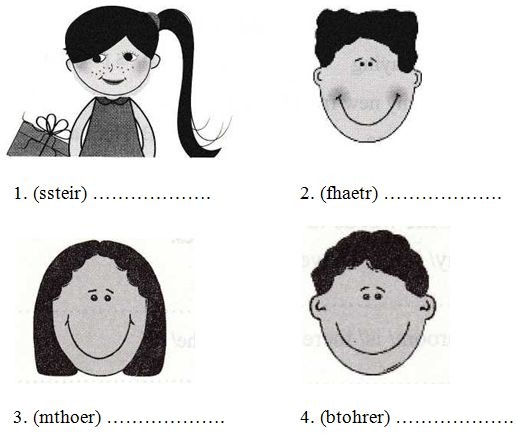 1. (ssteir) ………………. 2. (fhaetr) ……………….
3. (mthoer) ………………. 4. (btohrer) ……………….